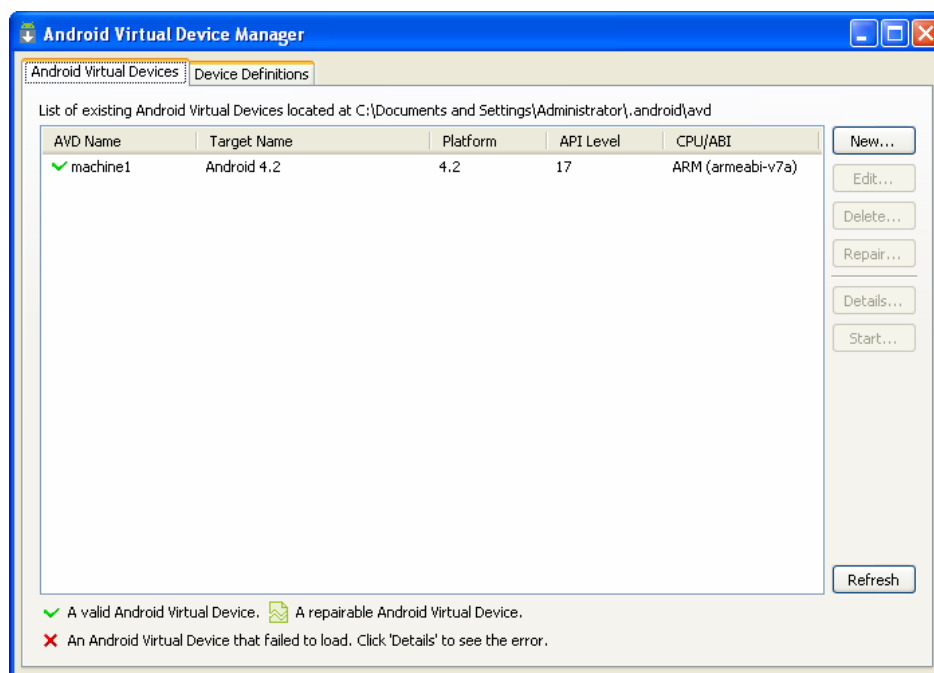 Android Virtual Device Manager
Android Virtual Devices Device Definitions
List of existing Android Virtual Devices located at C:\Documents and Settings\Administrator\.android\avd
AVD Name Target Name Platform API Level CPU/ABI
machine1 Android 4.2 4.2 17 ARM (armeabi-v7a)
New...
Edit...
Delete...
Repair...
Details...
Start...
Refresh
A valid Android Virtual Device. A repairable Android Virtual Device.
An Android Virtual Device that failed to load. Click 'Details' to see the error.